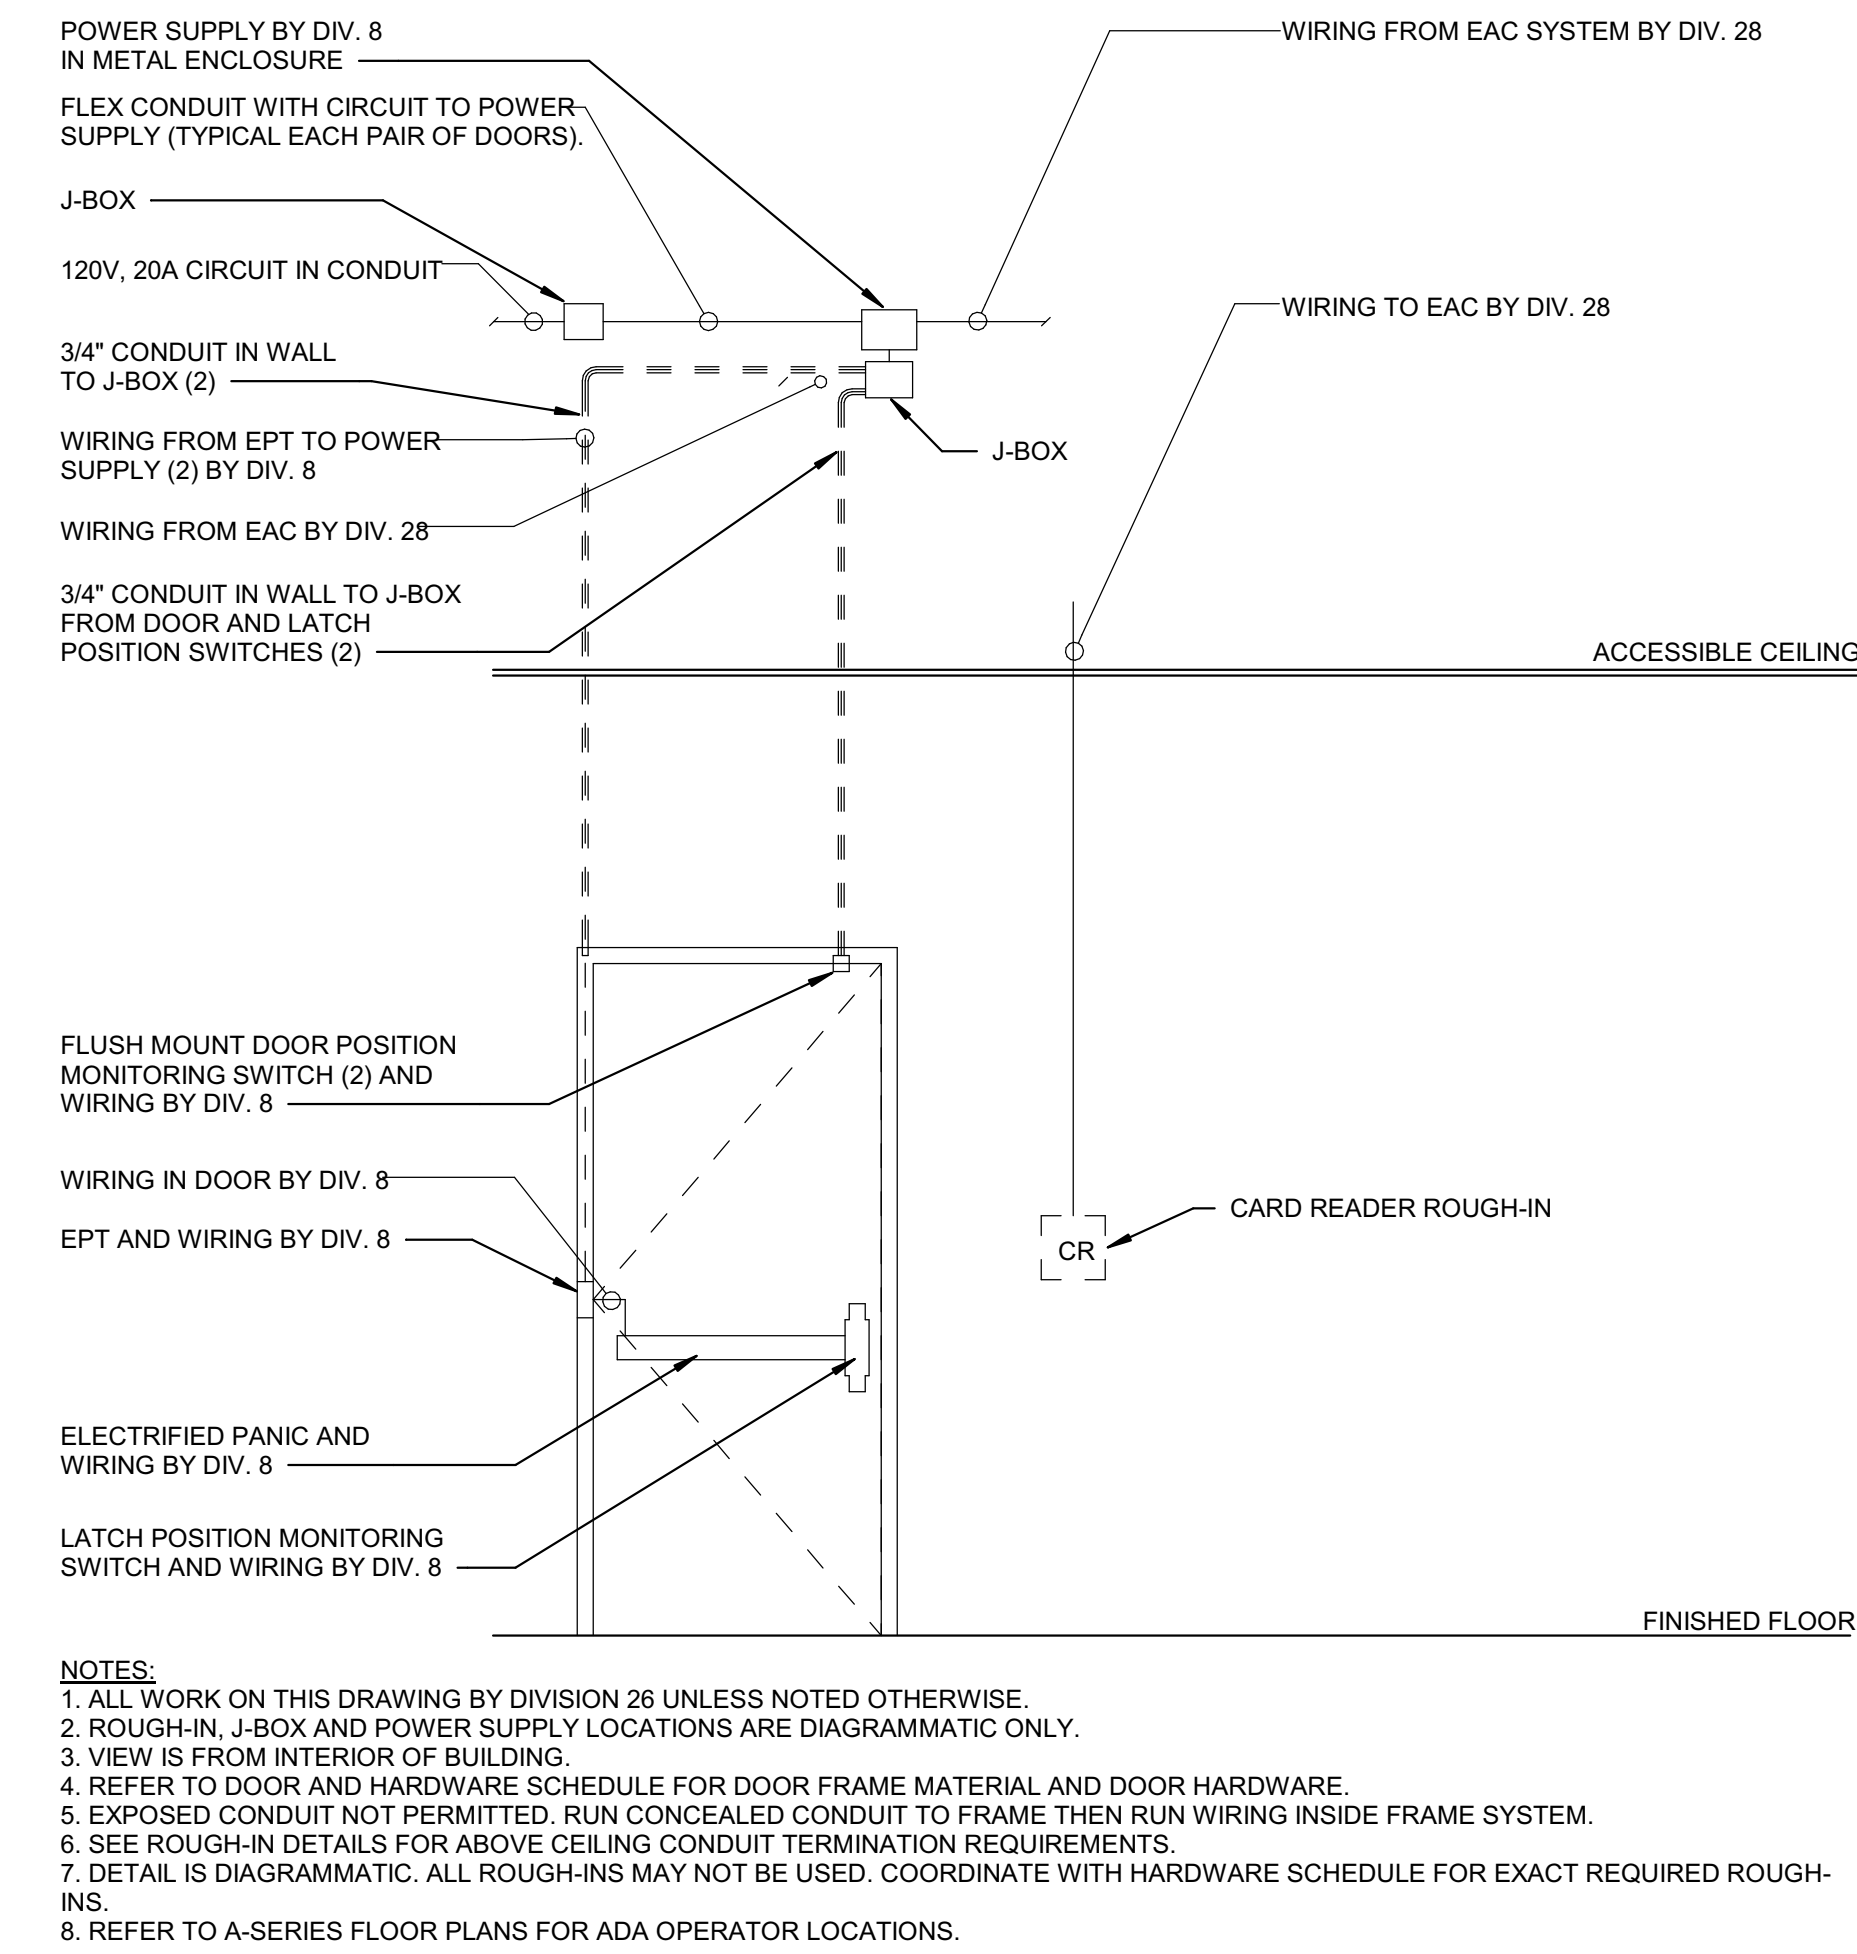 POWER SUPPLY BY DIV. 8
IN METAL ENCLOSURE
WIRING FROM EAC SYSTEM BY DIV. 28
FLEX CONDUIT WITH CIRCUIT TO POWER
SUPPLY (TYPICAL EACH PAIR OF DOORS).
J-BOX
120V, 20A CIRCUIT IN CONDUIT
WIRING TO EAC BY DIV. 28
3/4" CONDUIT IN WALL
TO J-BOX (2)
WIRING FROM EPT TO POWER
SUPPLY (2) BY DIV. 8
J-BOX
WIRING FROM EAC BY DIV. 28
3/4" CONDUIT IN WALL TO J-BOX
FROM DOOR AND LATCH
POSITION SWITCHES (2)
ACCESSIBLE CEILING
FLUSH MOUNT DOOR POSITION
MONITORING SWITCH (2) AND
WIRING BY DIV. 8
WIRING IN DOOR BY DIV. 8
CARD READER ROUGH-IN
EPT AND WIRING BY DIV. 8
CR
ELECTRIFIED PANIC AND
WIRING BY DIV. 8
LATCH POSITION MONITORING
SWITCH AND WIRING BY DIV. 8
FINISHED FLOOR
NOTES:
1. ALL WORK ON THIS DRAWING BY DIVISION 26 UNLESS NOTED OTHERWISE.
2. ROUGH-IN, J-BOX AND POWER SUPPLY LOCATIONS ARE DIAGRAMMATIC ONLY.
3. VIEW IS FROM INTERIOR OF BUILDING.
4. REFER TO DOOR AND HARDWARE SCHEDULE FOR DOOR FRAME MATERIAL AND DOOR HARDWARE.
5. EXPOSED CONDUIT NOT PERMITTED. RUN CONCEALED CONDUIT TO FRAME THEN RUN WIRING INSIDE FRAME SYSTEM.
6. SEE ROUGH-IN DETAILS FOR ABOVE CEILING CONDUIT TERMINATION REQUIREMENTS.
7. DETAIL IS DIAGRAMMATIC. ALL ROUGH-INS MAY NOT BE USED. COORDINATE WITH HARDWARE SCHEDULE FOR EXACT REQUIRED ROUGH-
INS.
8. REFER TO A-SERIES FLOOR PLANS FOR ADA OPERATOR LOCATIONS.